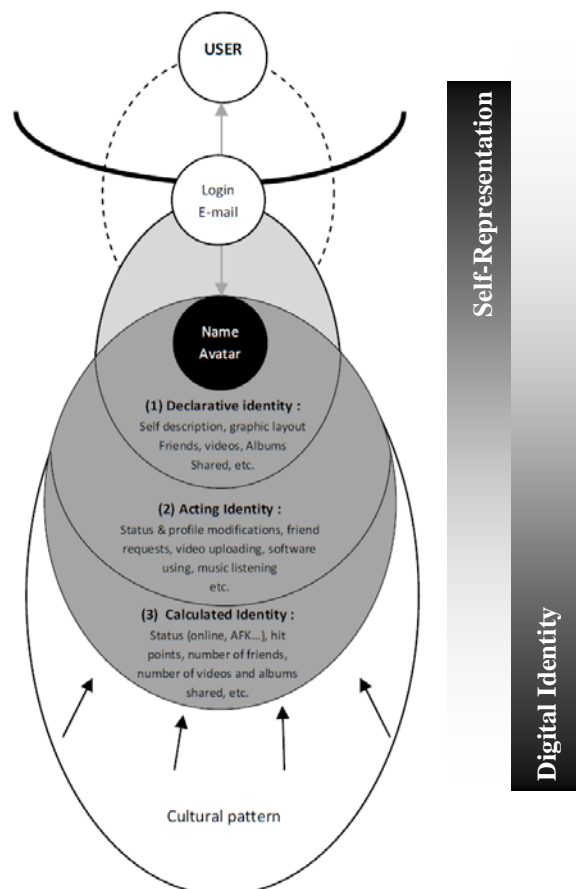 USER
Login
E-mail
Name
Avatar
(1) Declarative identity :
Self description, graphic layout
Friends, videos, Albums
Shared, etc.
(2) Acting Identity :
Status & profile modifications, friend
requests, video uploading, software
using, music listening
etc.
(3) Calculated Identity :
Status (online, AFK...), hit
points, number of friends,
number of videos and albums
shared, etc.
Cultural pattern
Self-Representation
Digital Identity